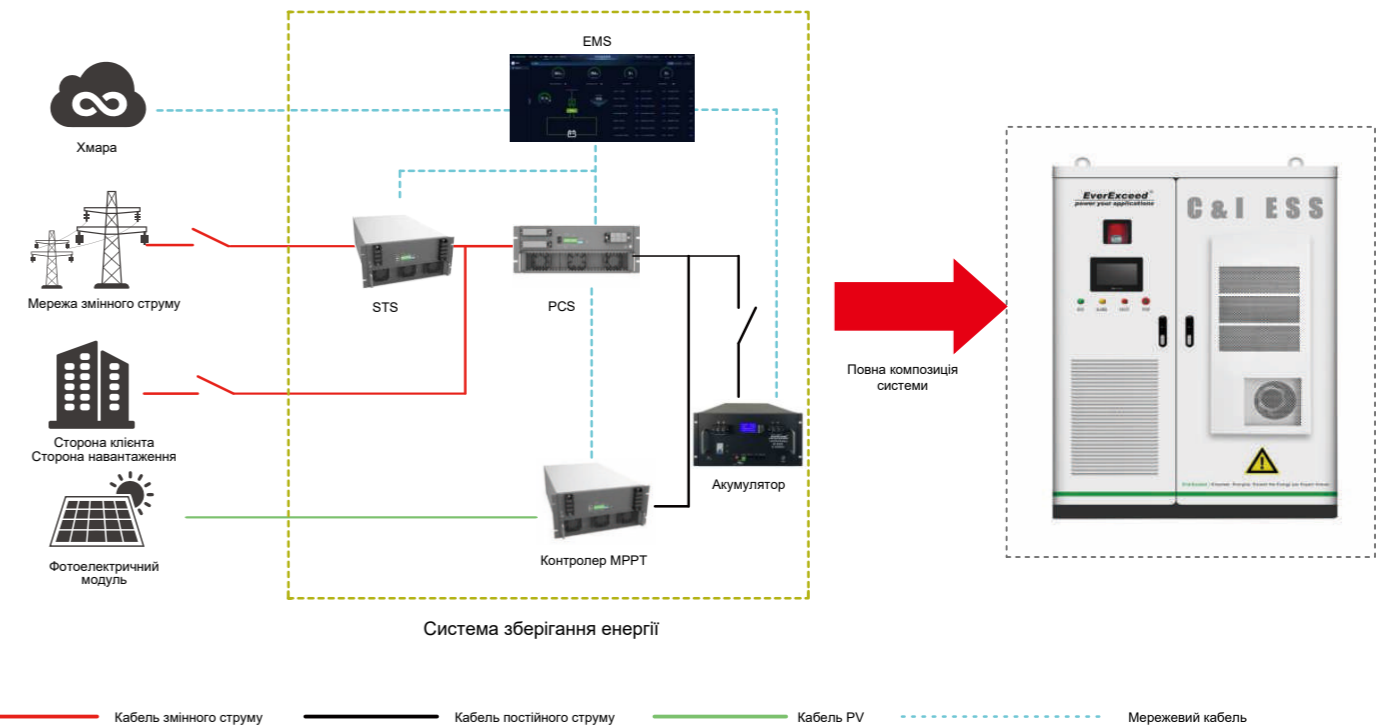 EMS
Хмара
Мережа змінного струму
STS
PCS
Сторона клієнта
Сторона навантаження
Акумулятор
Фотоелектричний
модуль
Контролер МРРТ
Система зберігання енергії
Повна композиція
системи
EverExceed
power your applications
C & I ESS
Кабель змінного струму
Кабель постійного струму
Кабель PV
Мережевий кабель